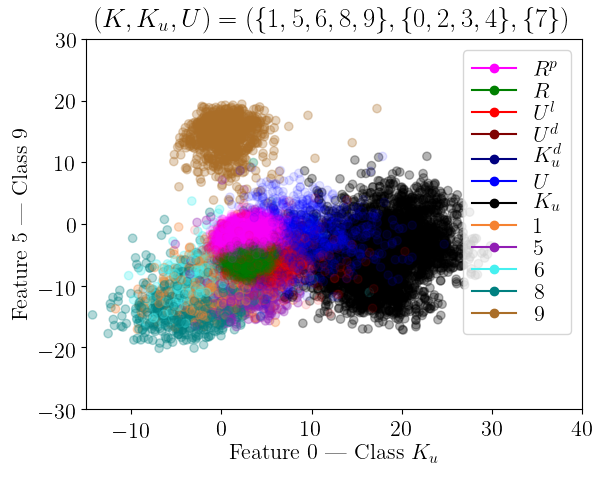 (K, K_u, U) = ({1, 5, 6, 8, 9}, {0, 2, 3, 4}, {7})
30
20
10
0
−10
−20
−30
Feature 5 — Class 9
R^p
R
U^l
U^d
K_u^d
U
K_u
1
5
6
8
9
−10 0 10 20 30 40
Feature 0 — Class K_u